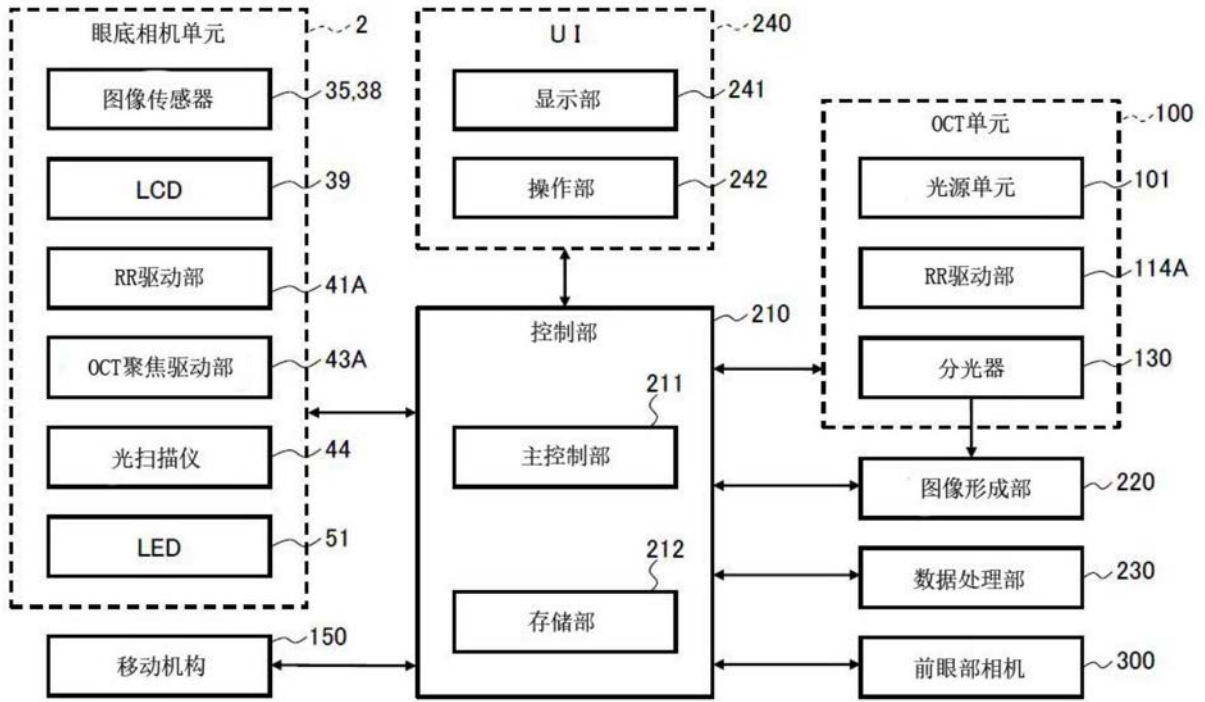 眼底相机单元
2
图像传感器
35,38
LCD
39
RR驱动部
41A
OCT聚焦驱动部
43A
光扫描仪
44
LED
51
移动机构
150
UI
240
显示部
241
操作部
242
控制部
210
主控制部
211
存储部
212
OCT单元
100
光源单元
101
RR驱动部
114A
分光器
130
图像形成部
220
数据处理部
230
前眼部相机
300